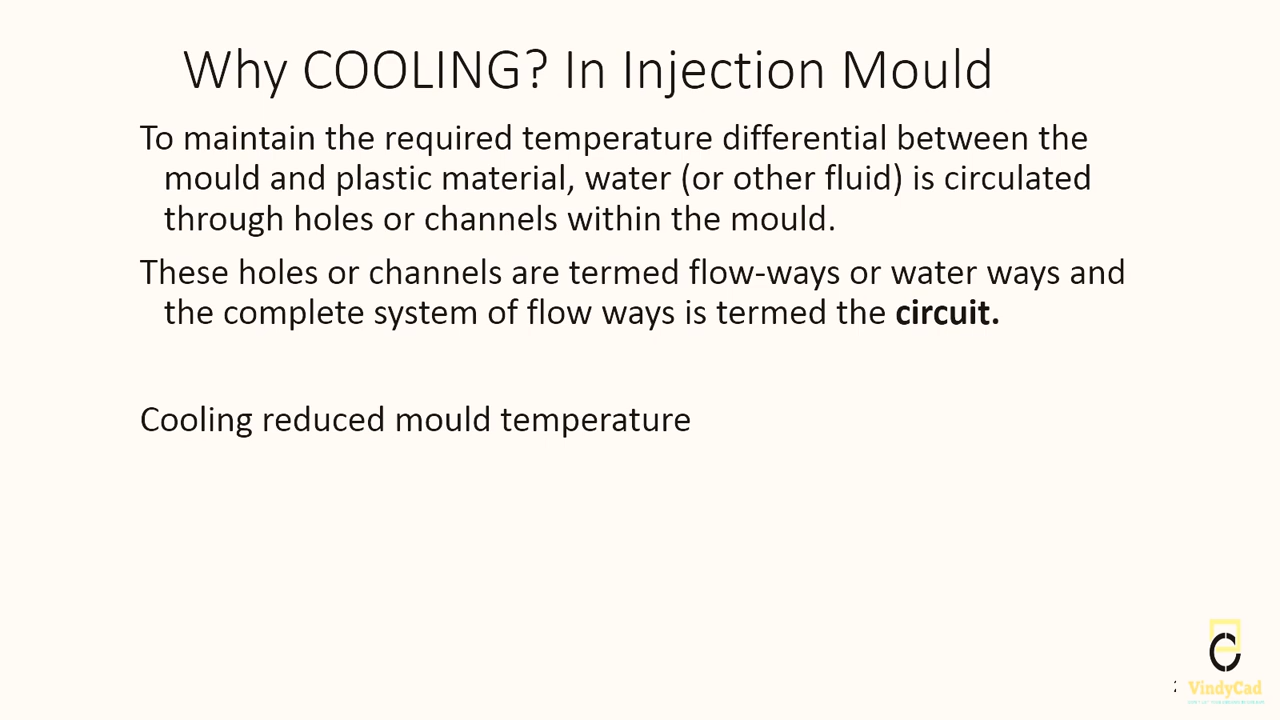 Why COOLING? In Injection Mould
To maintain the required temperature differential between the
mould and plastic material, water (or other fluid) is circulated
through holes or channels within the mould.
These holes or channels are termed flow-ways or water ways and
the complete system of flow ways is termed the circuit.
Cooling reduced mould temperature
VindyCad